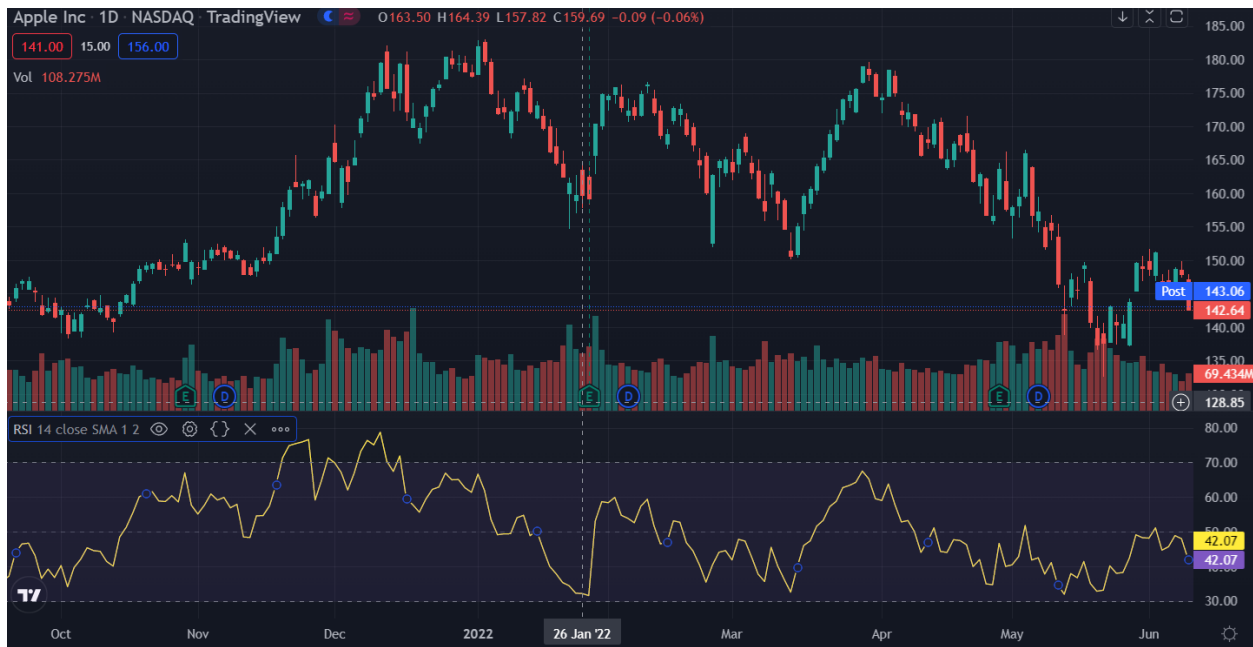 Apple Inc · 1D · NASDAQ · TradingView O163.50 H164.39 L157.82 C159.69 −0.09 (−0.06%)
141.00 15.00 156.00
Vol 108.275M
185.00
180.00
175.00
170.00
165.00
160.00
155.00
150.00
Post 143.06
142.64
140.00
135.00
69.434M
E D E D E D
128.85
RSI 14 close SMA 1 2
80.00
70.00
60.00
50.00
42.07
42.07
30.00
Oct Nov Dec 2022 26 Jan '22 Mar Apr May Jun